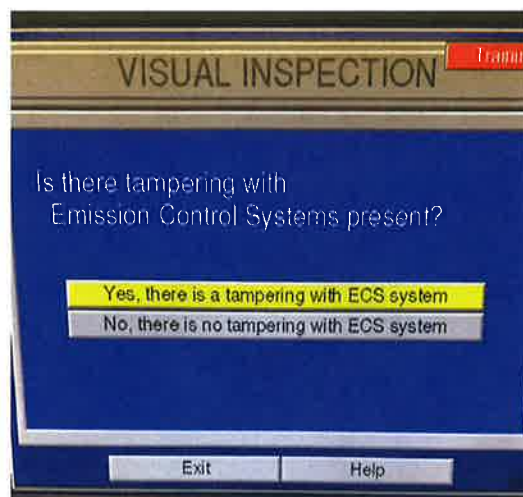 VISUAL INSPECTION
Is there tampering with
Emission Control Systems present?
Yes, there is a tampering with ECS system
No, there is no tampering with ECS system
Exit
Help